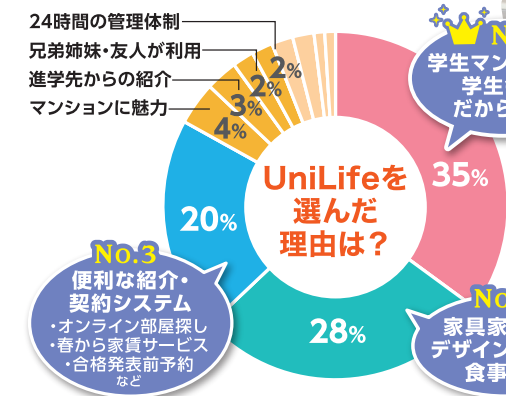 24時間の管理体制
兄弟姉妹・友人が利用
進学先からの紹介
マンションに魅力
2%
2%
3%
4%
学生マン
学生
だから
35%
UniLifeを
選んだ
理由は？
20%
No.3
便利な紹介・
契約システム
・オンライン部屋探し
・春から家賃サービス
・合格発表前予約
など
28%
No
家具家
デザイン
食事